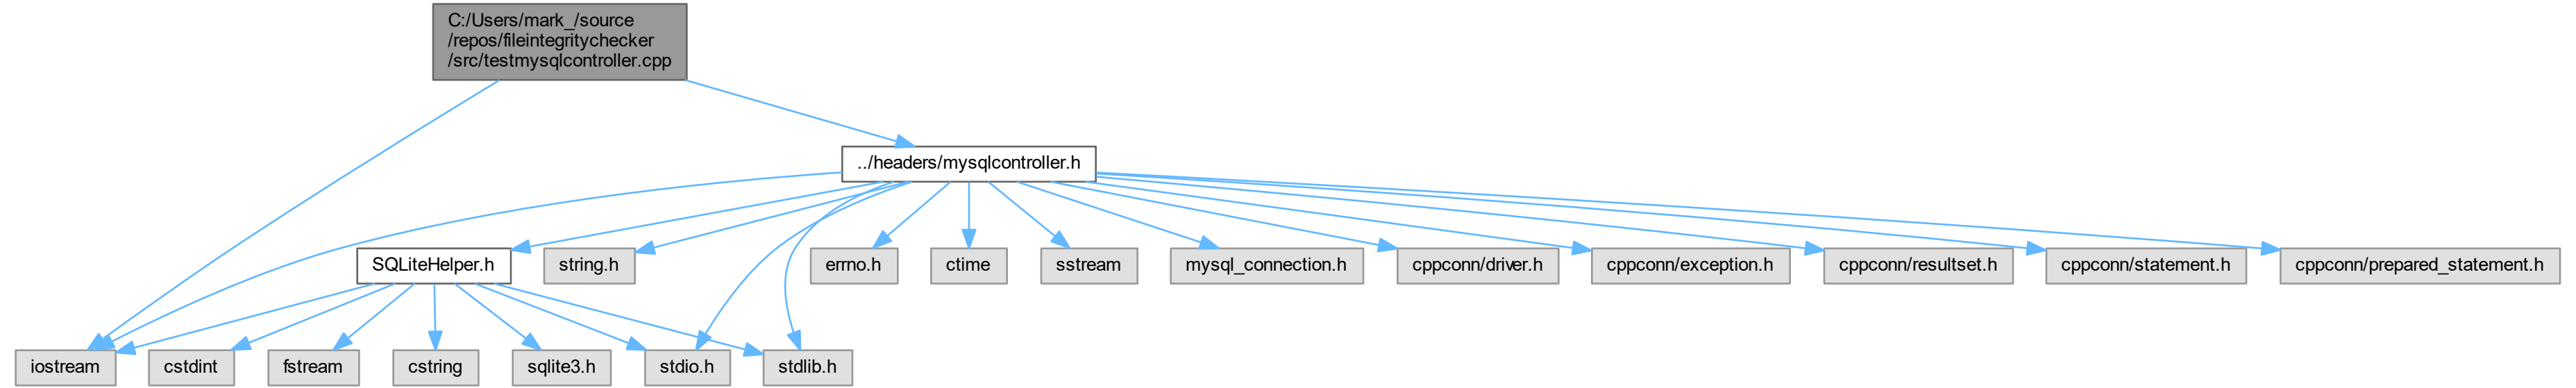 C:/Users/mark_/source
/repos/fileintegritychecker
/src/testmysqlcontroller.cpp
../headers/mysqlcontroller.h
SQLiteHelper.h
string.h
errno.h
ctime
sstream
mysql_connection.h
cppconn/driver.h
cppconn/exception.h
cppconn/resultset.h
cppconn/statement.h
cppconn/prepared_statement.h
iostream
cstdint
fstream
cstring
sqlite3.h
stdio.h
stdlib.h